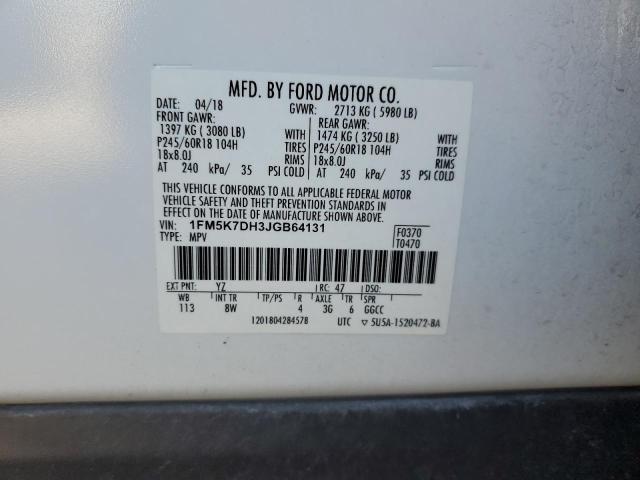 MFD. BY FORD MOTOR CO.
DATE: 04/18 GVWR: 2713 KG ( 5980 LB)
FRONT GAWR: REAR GAWR:
1397 KG ( 3080 LB) WITH 1474 KG ( 3250 LB) WITH
P245/60R18 104H TIRES P245/60R18 104H TIRES
18x8.0J RIMS 18x8.0J RIMS
AT 240 kPa/ 35 PSI COLD AT 240 kPa/ 35 PSI COLD
THIS VEHICLE CONFORMS TO ALL APPLICABLE FEDERAL MOTOR
VEHICLE SAFETY AND BUMPER AND THEFT PREVENTION STANDARDS IN
EFFECT ON THE DATE OF MANUFACTURE SHOWN ABOVE.
VIN: 1FM5K7DH3JGB64131 F0370
TYPE: MPV T0470
EXT PNT: YZ RC: 47 DSO:
WB INT TR TP/PS R AXLE TR SPR
113 8W 4 3G 6 GGCC
1201804284578 UTC ▽ 5U5A-1520472-BA